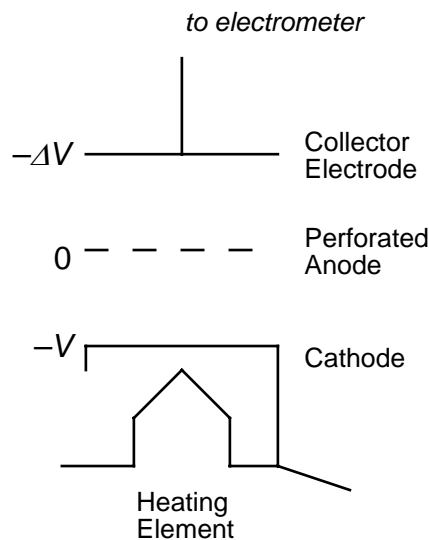 to electrometer
–ΔV
Collector
Electrode
0
Perforated
Anode
–V
Cathode
Heating
Element